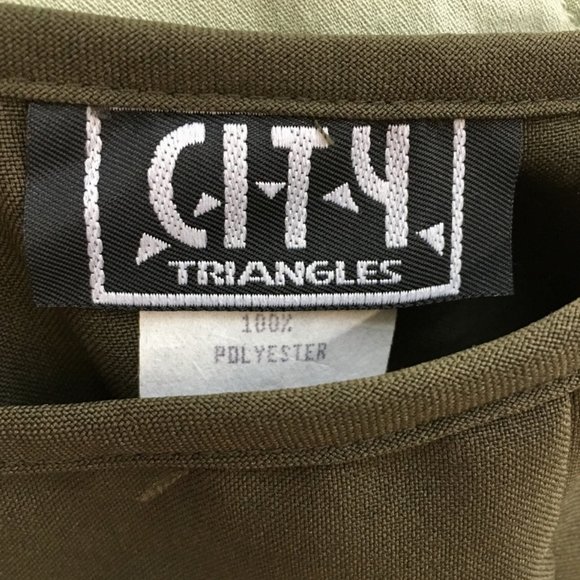 CITY
TRIANGLES
100%
POLYESTER